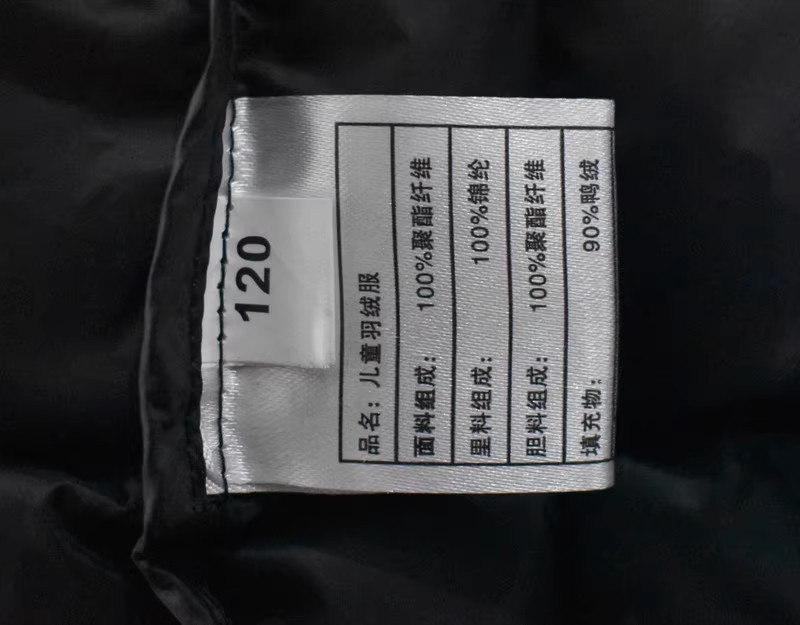 120
品名：儿童羽绒服
面料组成： 100%聚酯纤维
里料组成： 100%锦纶
胆料组成： 100%聚酯纤维
填充物： 90%鸭绒